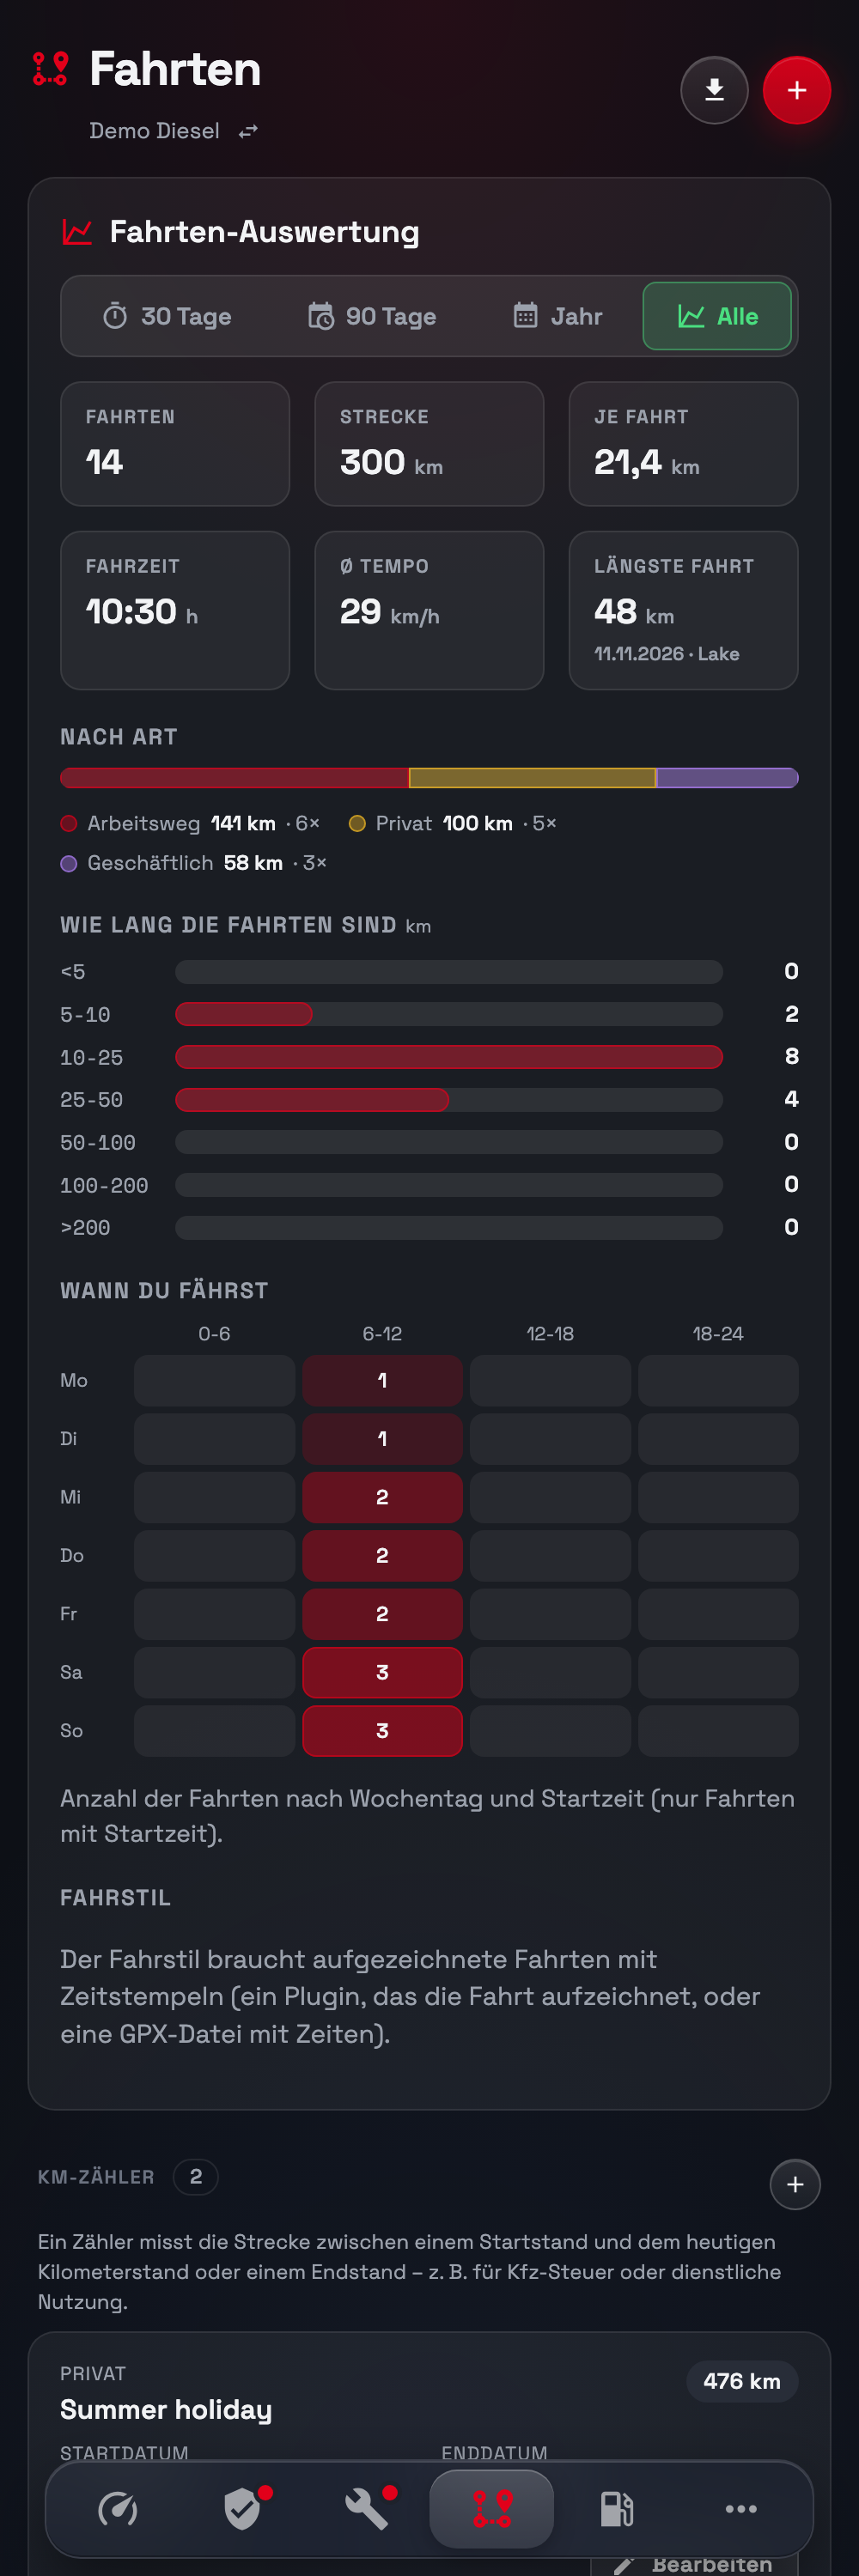 Fahrten
Demo Diesel
Fahrten-Auswertung
30 Tage
90 Tage
Jahr
Alle
FAHRTEN
14
STRECKE
300 km
JE FAHRT
21,4 km
FAHRZEIT
10:30 h
Ø TEMPO
29 km/h
LÄNGSTE FAHRT
48 km
11.11.2026 · Lake
NACH ART
Arbeitsweg 141 km · 6×
Privat 100 km · 5×
Geschäftlich 58 km · 3×
WIE LANG DIE FAHRTEN SIND km
<5 0
5-10 2
10-25 8
25-50 4
50-100 0
100-200 0
>200 0
WANN DU FÄHRST
0-6 6-12 12-18 18-24
Mo 1
Di 1
Mi 2
Do 2
Fr 2
Sa 3
So 3
Anzahl der Fahrten nach Wochentag und Startzeit (nur Fahrten
mit Startzeit).
FAHRSTIL
Der Fahrstil braucht aufgezeichnete Fahrten mit
Zeitstempeln (ein Plugin, das die Fahrt aufzeichnet, oder
eine GPX-Datei mit Zeiten).
KM-ZÄHLER 2
Ein Zähler misst die Strecke zwischen einem Startstand und dem heutigen
Kilometerstand oder einem Endstand – z. B. für Kfz-Steuer oder dienstliche
Nutzung.
PRIVAT
476 km
Summer holiday
STARTDATUM
ENDDATUM
Bearbeiten